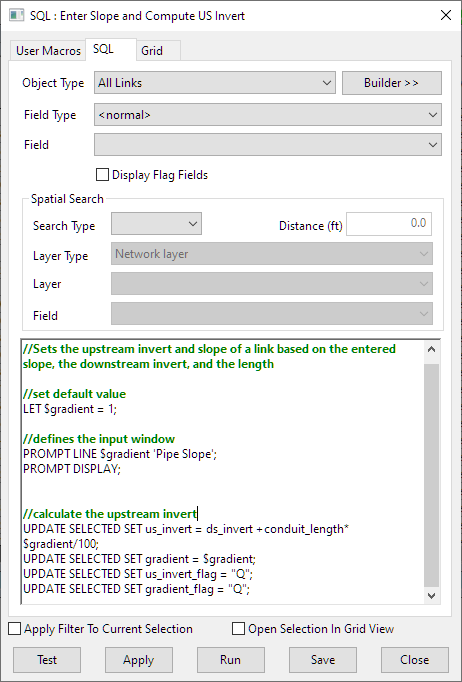 SQL : Enter Slope and Compute US Invert
User Macros SQL Grid
Object Type All Links Builder >>
Field Type <normal>
Field
Display Flag Fields
Spatial Search
Search Type Distance (ft) 0.0
Layer Type Network layer
Layer
Field
//Sets the upstream invert and slope of a link based on the entered
slope, the downstream invert, and the length
//set default value
LET $gradient = 1;
//defines the input window
PROMPT LINE $gradient 'Pipe Slope';
PROMPT DISPLAY;
//calculate the upstream invert
UPDATE SELECTED SET us_invert = ds_invert +conduit_length*
$gradient/100;
UPDATE SELECTED SET gradient = $gradient;
UPDATE SELECTED SET us_invert_flag = "Q";
UPDATE SELECTED SET gradient_flag = "Q";
Apply Filter To Current Selection Open Selection In Grid View
Test Apply Run Save Close